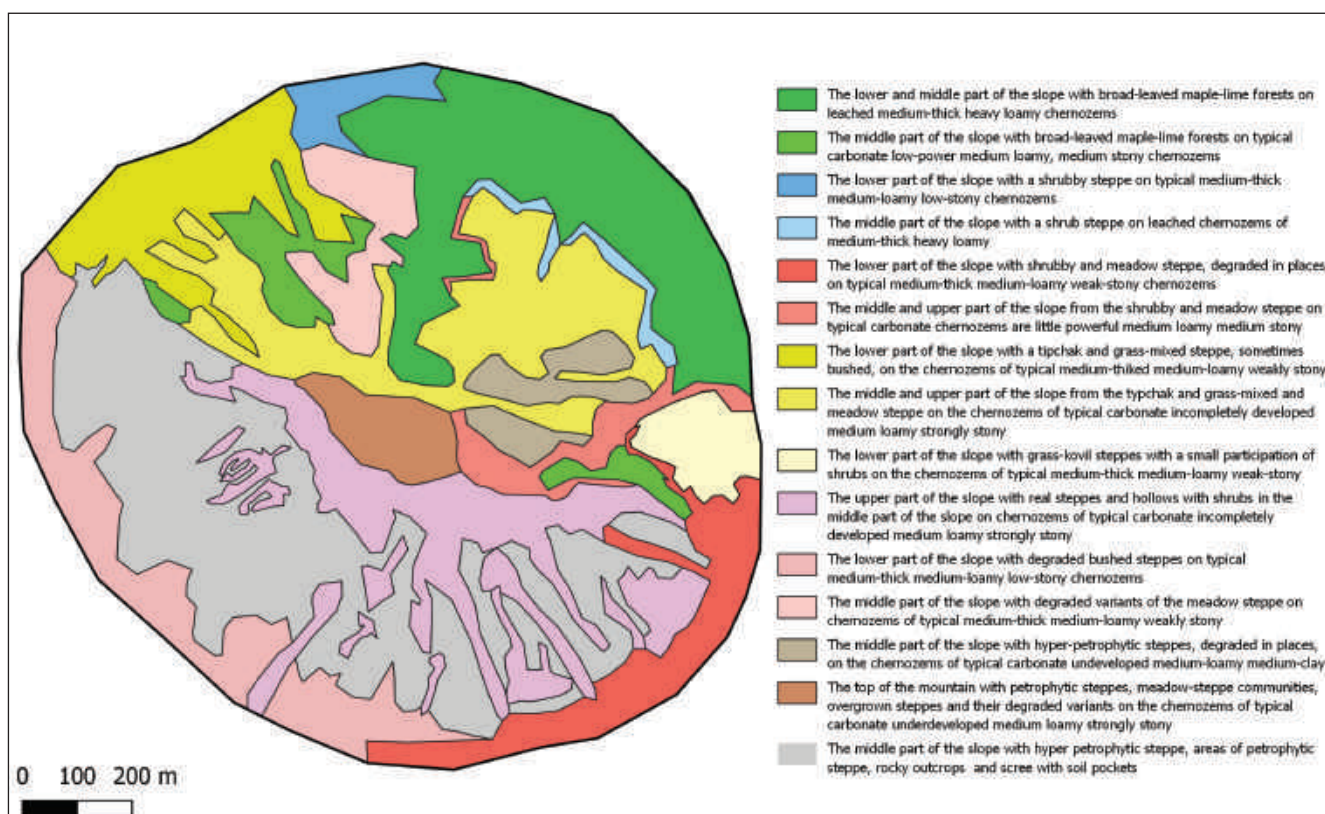 The lower and middle part of the slope with broad-leaved maple-lime forests on
leached medium-thick heavy loamy chernozems
The middle part of the slope with broad-leaved maple-lime forests on typical
carbonate low-power medium loamy, medium stony chernozems
The lower part of the slope with a shrubby steppe on typical medium-thick
medium-loamy low-stony chernozems
The middle part of the slope with a shrub steppe on leached chernozems of
medium-thick heavy loamy
The lower part of the slope with shrubby and meadow steppe, degraded in places,
on typical medium-thick medium-loamy weak-stony chernozems
The middle and upper part of the slope from the shrubby and meadow steppe on
typical carbonate chernozems are little powerful medium loamy medium stony
The lower part of the slope with a tipchak and grass-mixed steppe, sometimes
bushed, on the chernozems of typical medium-thiked medium-loamy weakly stony
The middle and upper part of the slope from the typchak and grass-mixed and
meadow steppe on the chernozems of typical carbonate incompletely developed
medium loamy strongly stony
The lower part of the slope with grass-kovil steppes with a small participation of
shrubs on the chernozems of typical medium-thick medium-loamy weak-stony
The upper part of the slope with real steppes and hollows with shrubs in the
middle part of the slope on chernozems of typical carbonate incompletely
developed medium loamy strongly stony
The lower part of the slope with degraded bushed steppes on typical
medium-thick medium-loamy low-stony chernozems
The middle part of the slope with degraded variants of the meadow steppe on
chernozems of typical medium-thick medium-loamy weakly stony
The middle part of the slope with hyper-petrophytic steppes, degraded in places,
on the chernozems of typical carbonate undeveloped medium-loamy medium-clay
The top of the mountain with petrophytic steppes, meadow-steppe communities,
overgrown steppes and their degraded variants on the chernozems of typical
carbonate underdeveloped medium loamy strongly stony
The middle part of the slope with hyper petrophytic steppe, areas of petrophytic
steppe, rocky outcrops and scree with soil pockets
0 100 200 m